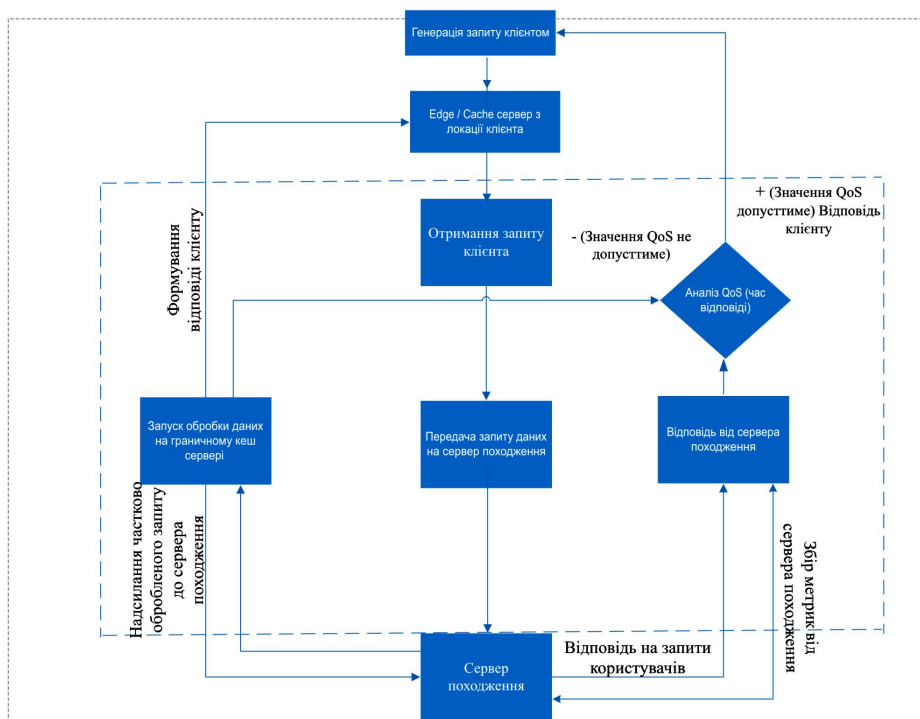 Генерація запиту клієнтом
Edge / Cache сервер з
локації клієнта
+ (Значення QoS
допусттиме) Відповідь
клієнту
Отримання запиту
клієнта
- (Значення QoS не
допусттиме)
Формування
відповіді клієнту
Аналіз QoS (час
відповіді)
Запуск обробки даних
на граничному кеш
сервері
Передача запиту даних
на сервер походження
Відповідь від сервера
походження
Надсилання частково
обробленого запиту
до сервера
походження
Збір метрик від
сервера походження
Відповідь на запити
користувачів
Сервер
походження